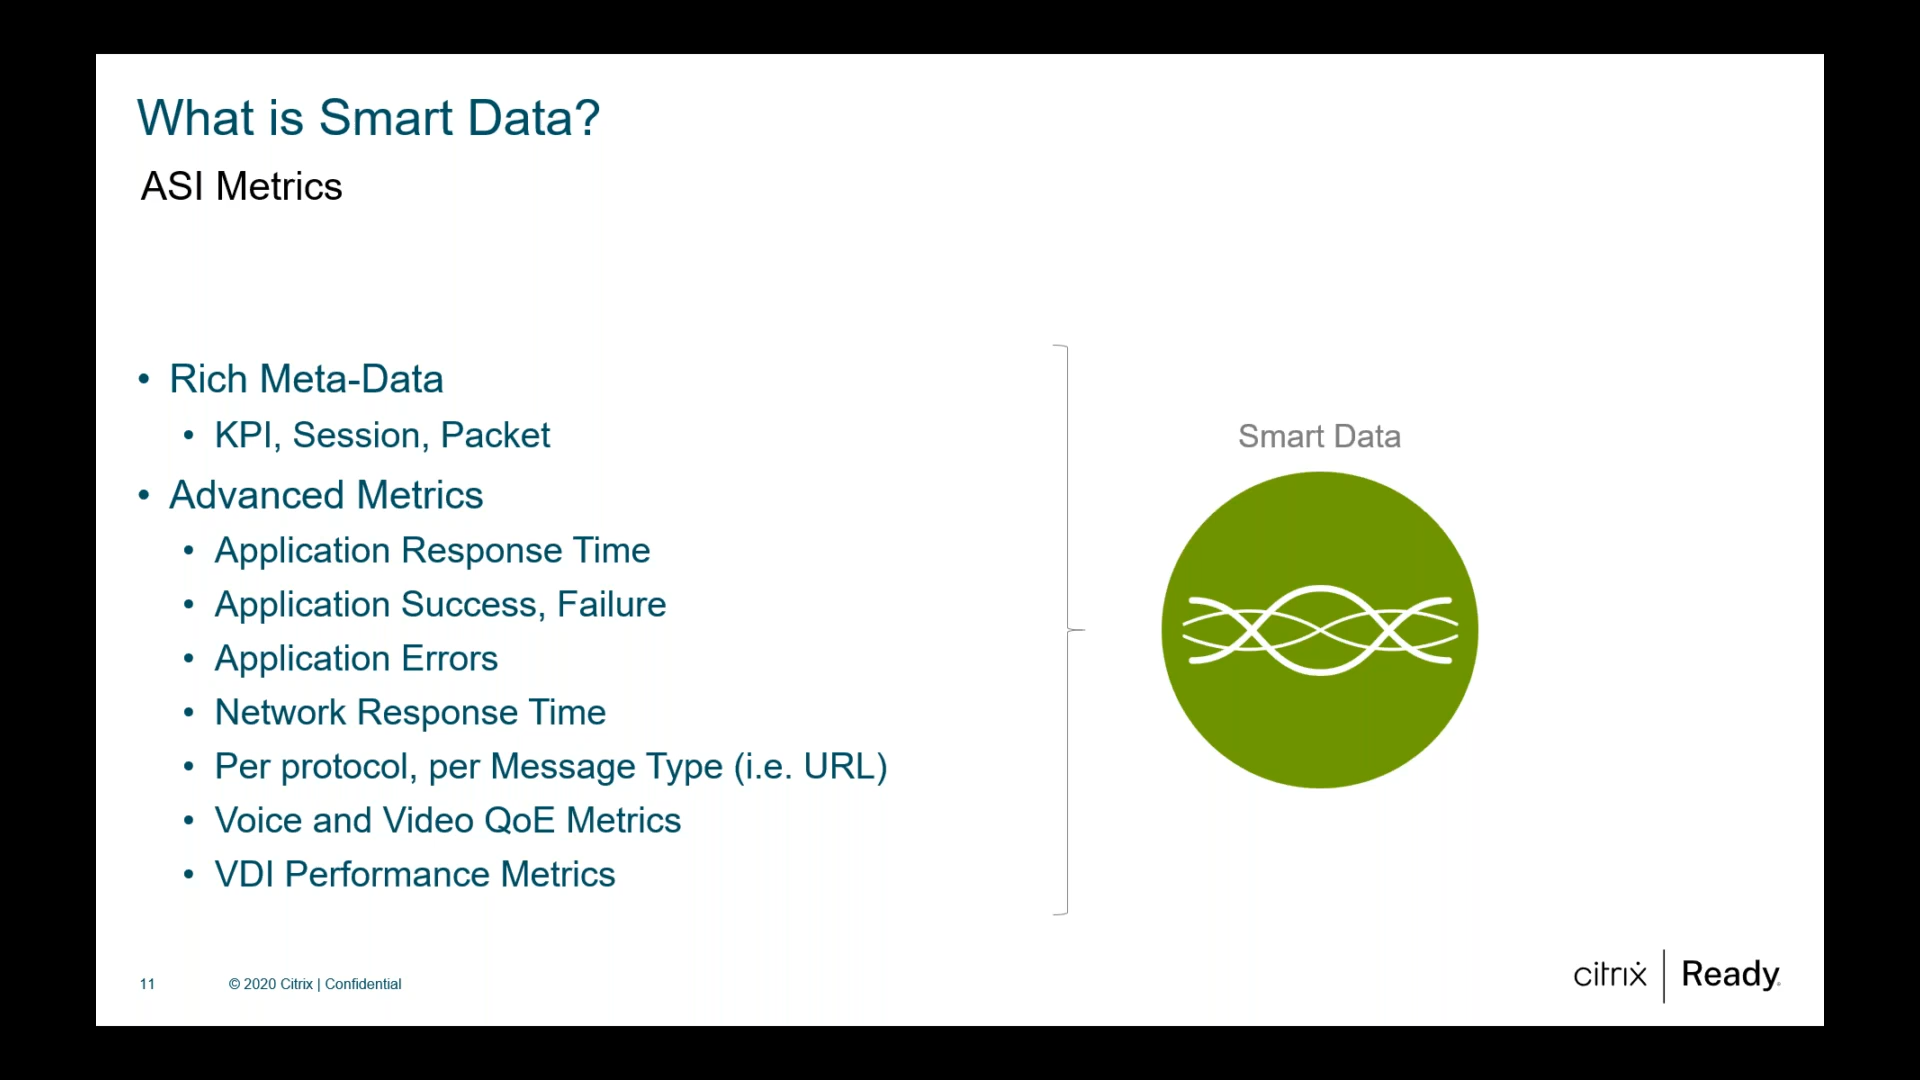 What is Smart Data?
ASI Metrics
• Rich Meta-Data
• KPI, Session, Packet
• Advanced Metrics
• Application Response Time
• Application Success, Failure
• Application Errors
• Network Response Time
• Per protocol, per Message Type (i.e. URL)
• Voice and Video QoE Metrics
• VDI Performance Metrics
Smart Data
11 © 2020 Citrix | Confidential
citrix | Ready